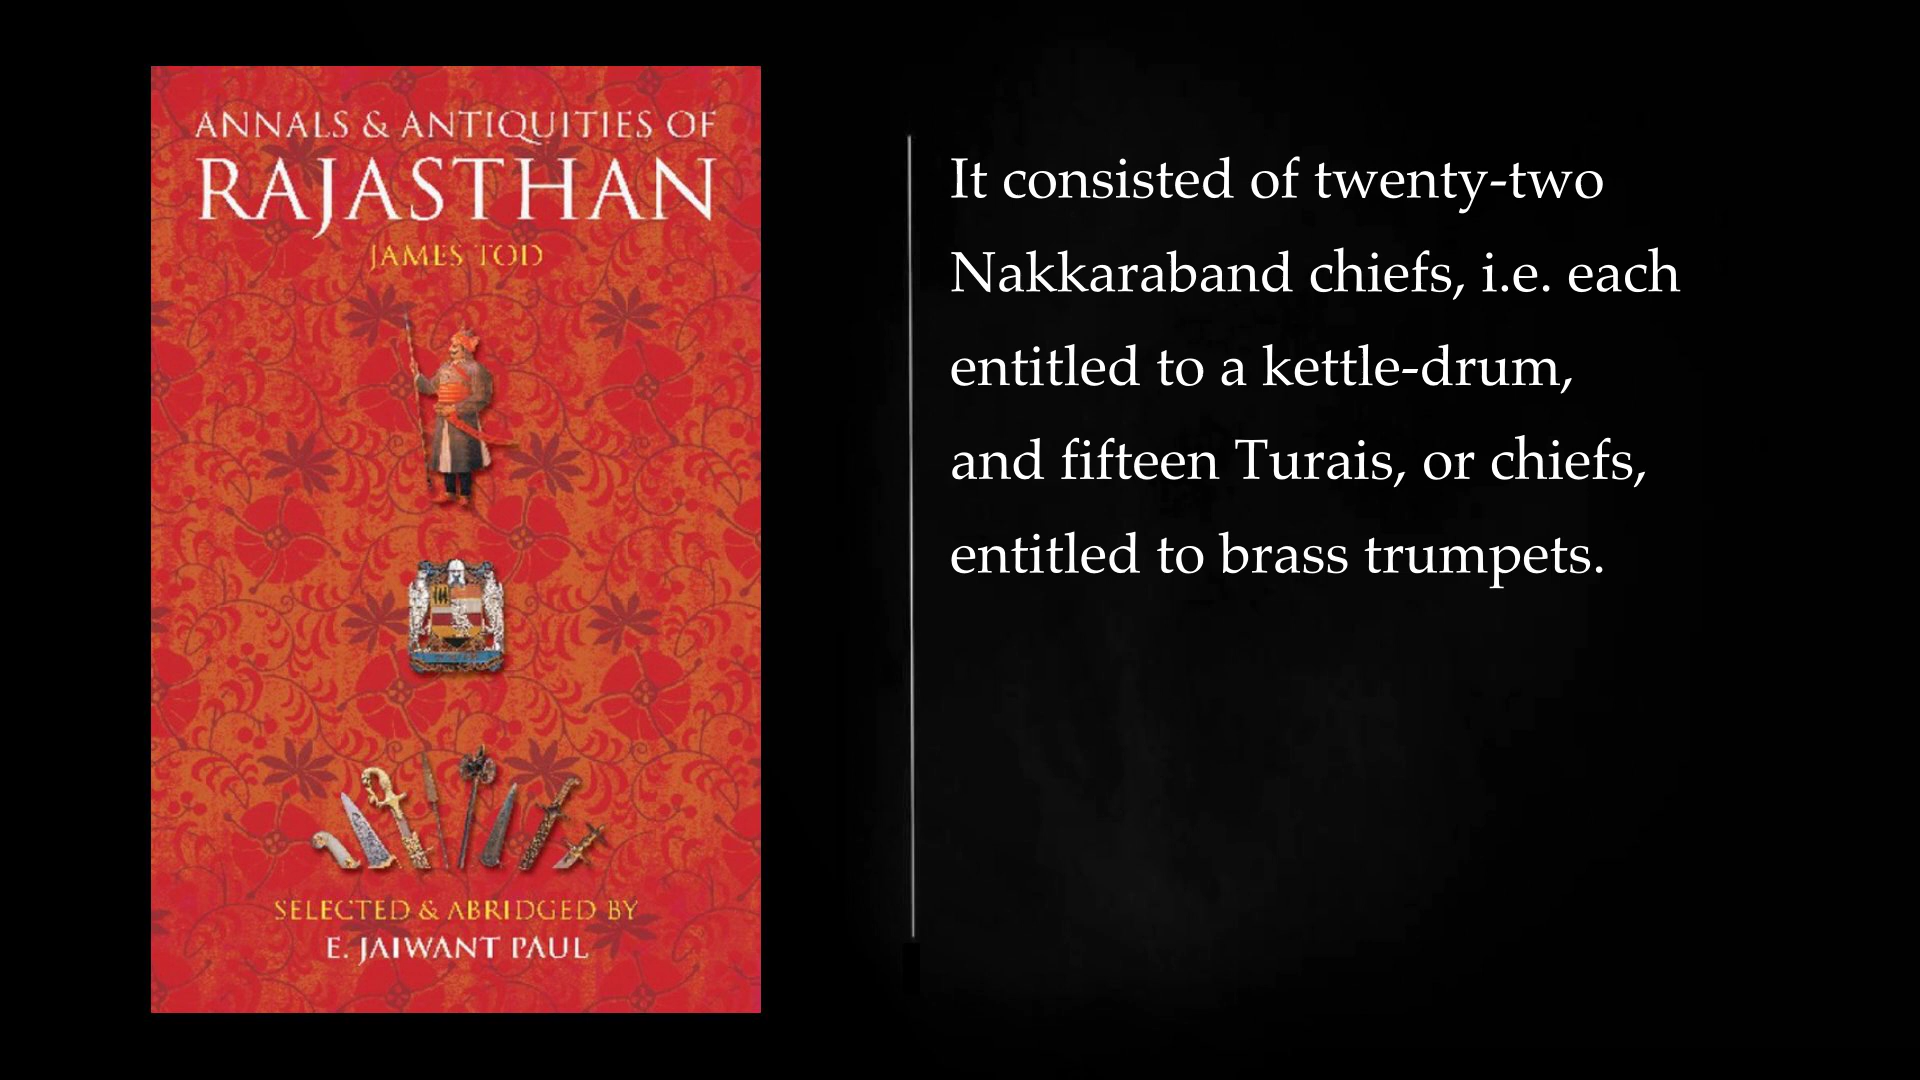 ANNALS & ANTIQUITIES OF
RAJASTHAN
JAMES TOD
SELECTED & ABRIDGED BY
E. JAIWANT PAUL
It consisted of twenty-two
Nakkaraband chiefs, i.e. each
entitled to a kettle-drum,
and fifteen Turais, or chiefs,
entitled to brass trumpets.